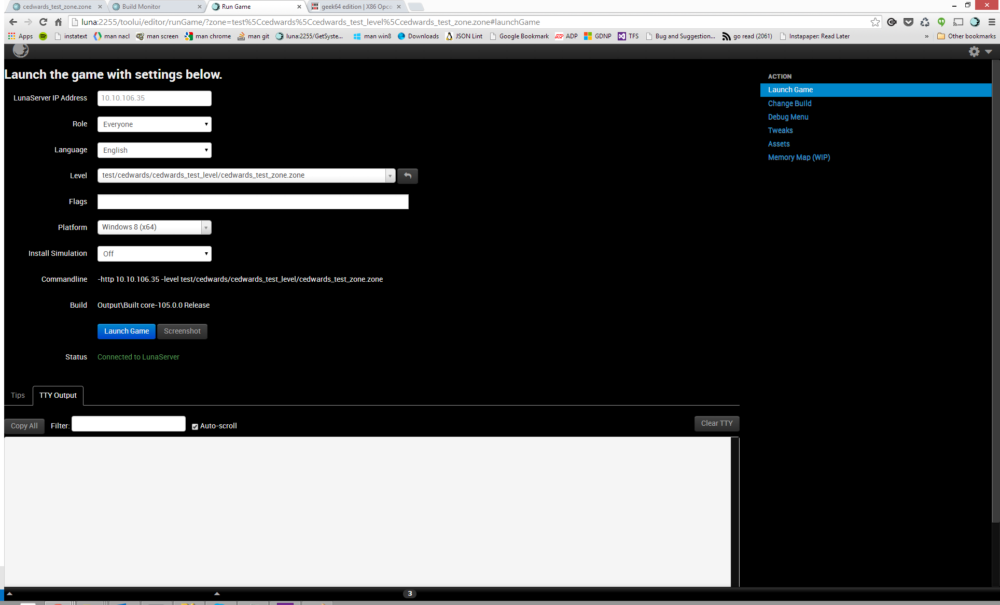 cedwards_test_zone.zone
Build Monitor
Run Game
geek64 edition | X86 Opco
luna:2255/toolui/editor/runGame/?zone=test%5Ccedwards%5Ccedwards_test_level%5Ccedwards_test_zone.zone#launchGame
Apps instatext man nacl man screen man chrome man git luna:2255/GetSyste... man win8 Downloads JSON Lint Google Bookmark ADP ADP GDNP TFS Bug and Suggestion... go read (2061) Instapaper: Read Later » Other bookmarks
Launch the game with settings below.
LunaServer IP Address 10.10.106.35
Role Everyone
Language English
Level test/cedwards/cedwards_test_level/cedwards_test_zone.zone
Flags
Platform Windows 8 (x64)
Install Simulation Off
Commandline -http 10.10.106.35 -level test/cedwards/cedwards_test_level/cedwards_test_zone.zone
Build Output\Built core-105.0.0 Release
Launch Game Screenshot
Status Connected to LunaServer
ACTION
Launch Game
Change Build
Debug Menu
Tweaks
Assets
Memory Map (WIP)
Tips TTY Output
Copy All Filter: Auto-scroll Clear TTY
3